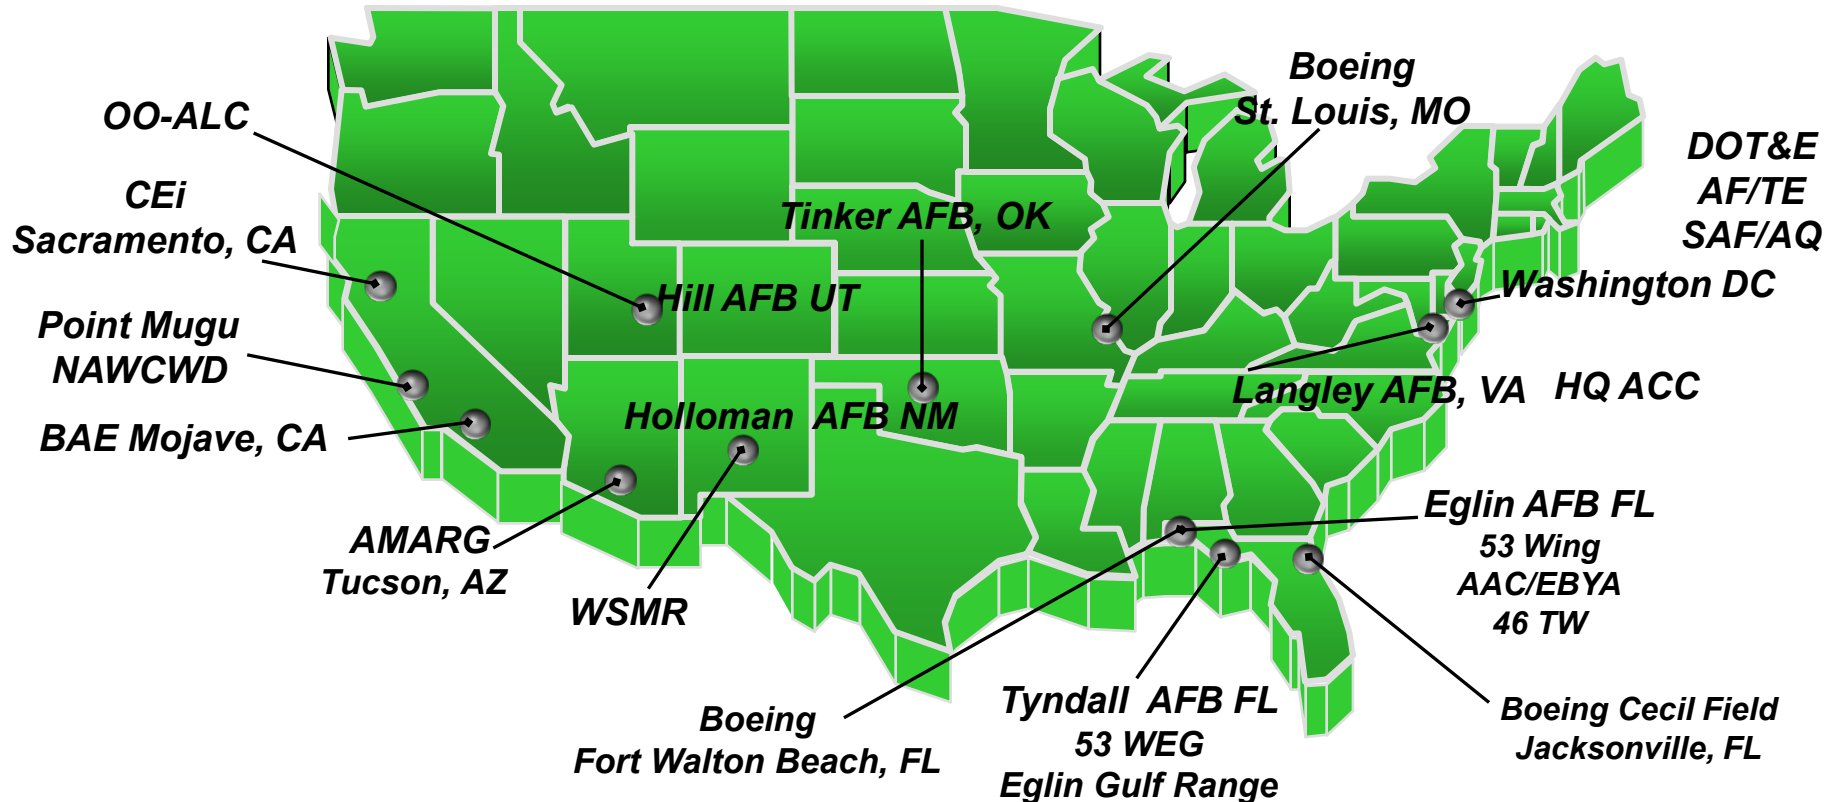 Boeing
St. Louis, MO
OO-ALC
DOT&E
AF/TE
SAF/AQ
CEi
Sacramento, CA
Tinker AFB, OK
Washington DC
Hill AFB UT
Point Mugu
NAWCWD
Langley AFB, VA
HQ ACC
Holloman  AFB NM
BAE Mojave, CA
Eglin AFB FL
53 Wing
AAC/EBYA
46 TW
AMARG
Tucson, AZ
WSMR
Boeing
Fort Walton Beach, FL
Tyndall  AFB FL
53 WEG
Eglin Gulf Range
Boeing Cecil Field
Jacksonville, FL